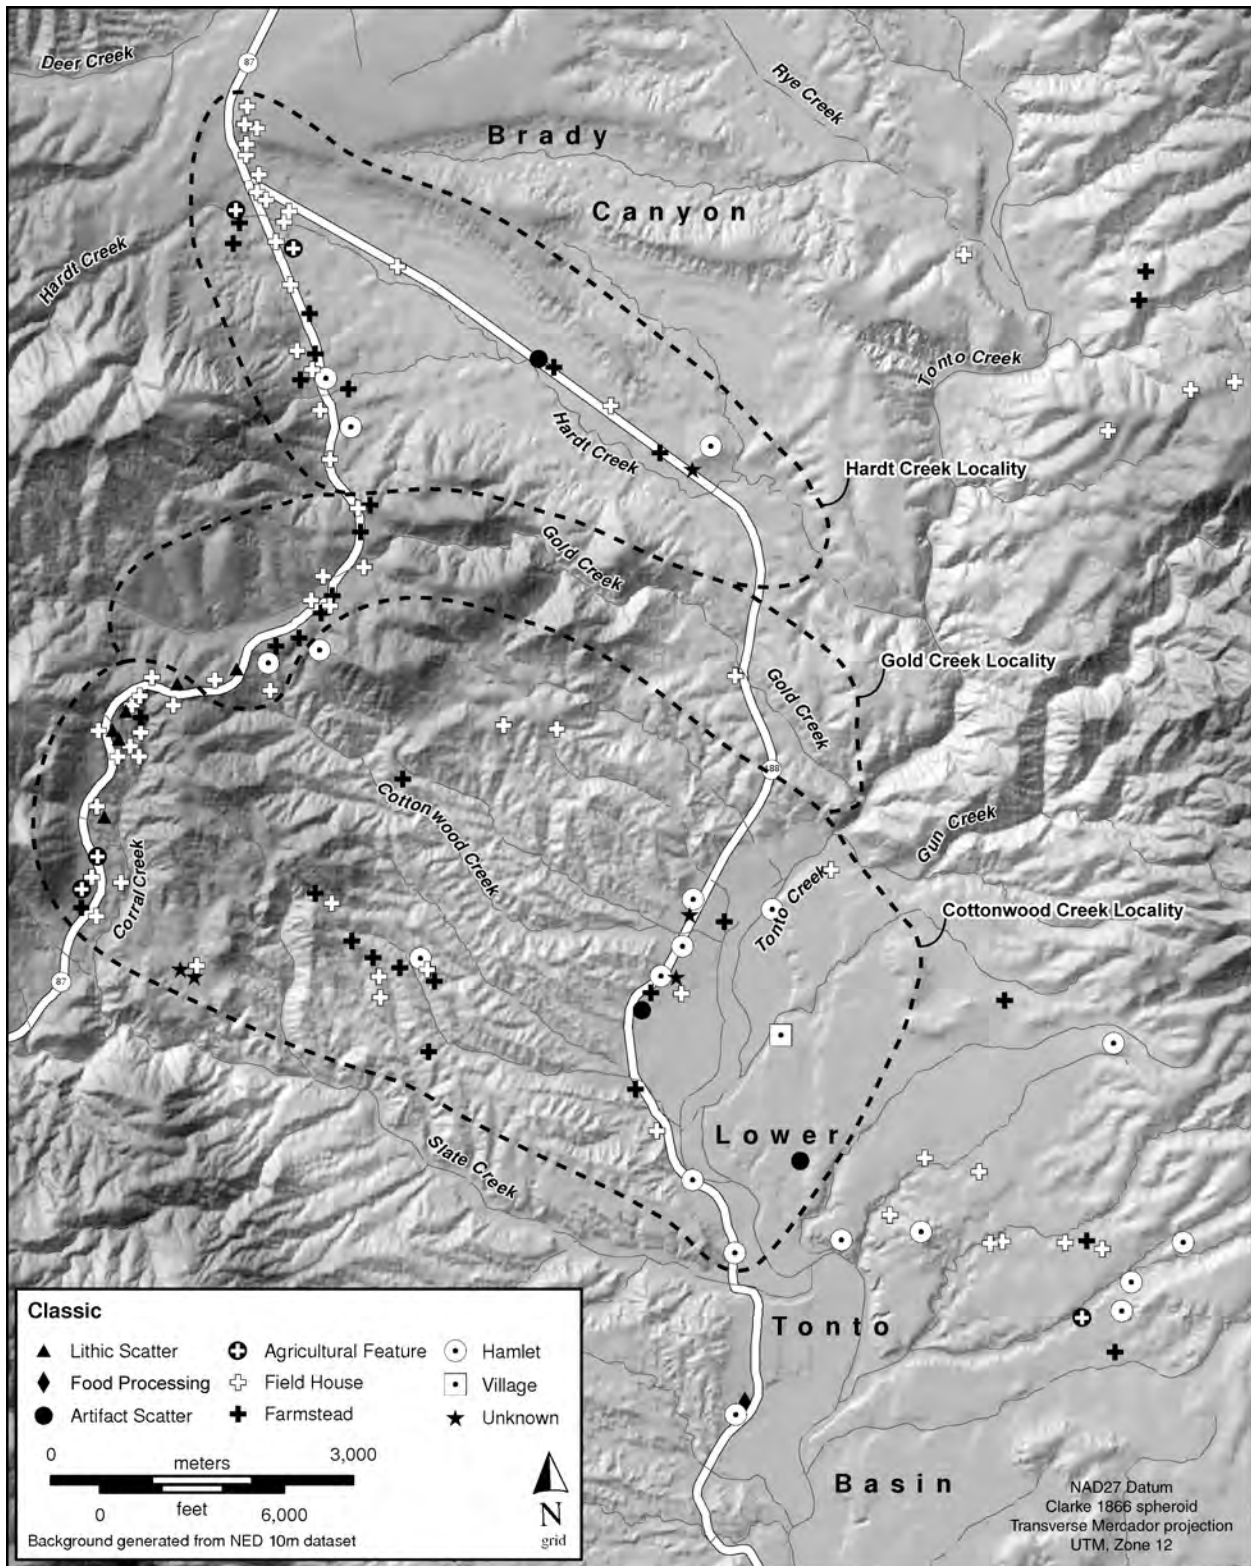 87
Deer Creek
Rye Creek
Brady
Canyon
Hardt Creek
Tonto Creek
Hardt Creek
Hardt Creek Locality
Gold Creek
Gold Creek Locality
Gold Creek
188
Cottonwood Creek
Gun Creek
Corral Creek
Tonto Creek
Cottonwood Creek Locality
87
Lower
Slate Creek
Tonto
Basin
Classic
Lithic Scatter
Agricultural Feature
Hamlet
Food Processing
Field House
Village
Artifact Scatter
Farmstead
Unknown
0
3,000
meters
feet
0
6,000
N
grid
Background generated from NED 10m dataset
NAD27 Datum
Clarke 1866 spheroid
Transverse Mercador projection
UTM, Zone 12